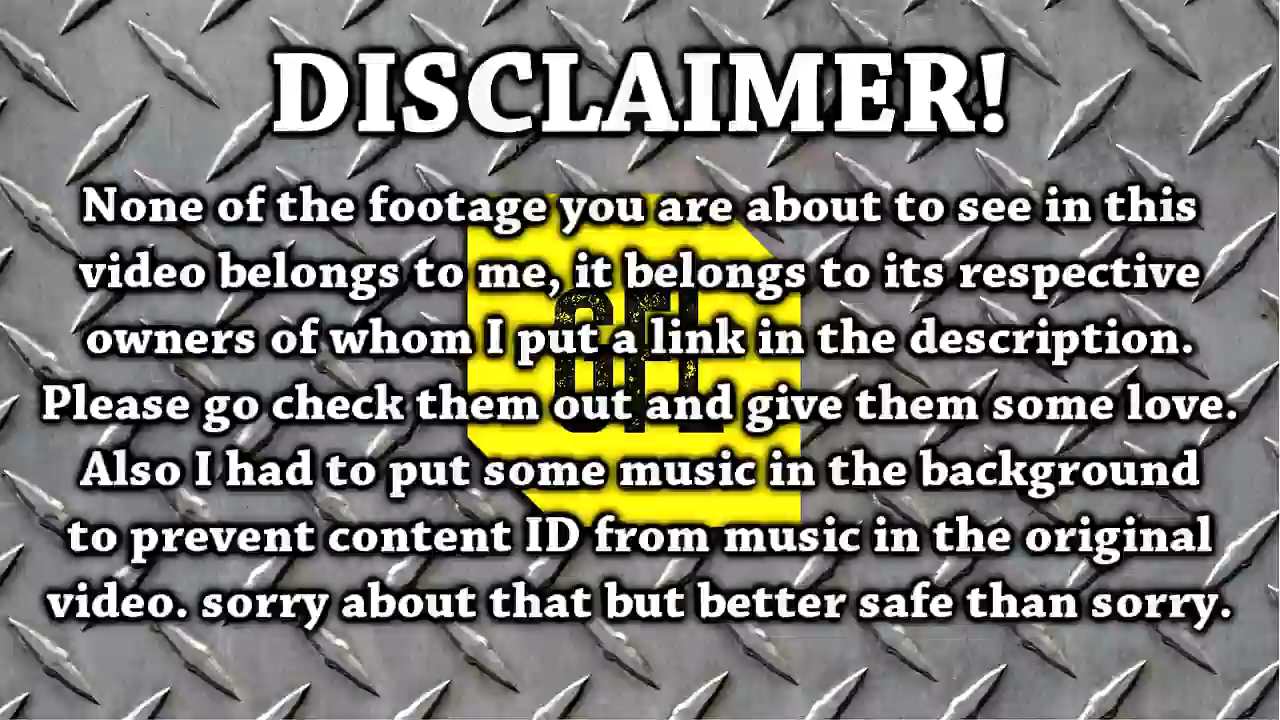 DISCLAIMER!
None of the footage you are about to see in this
video belongs to me, it belongs to its respective
owners of whom I put a link in the description.
Please go check them out and give them some love.
Also I had to put some music in the background
to prevent content ID from music in the original
video. sorry about that but better safe than sorry.